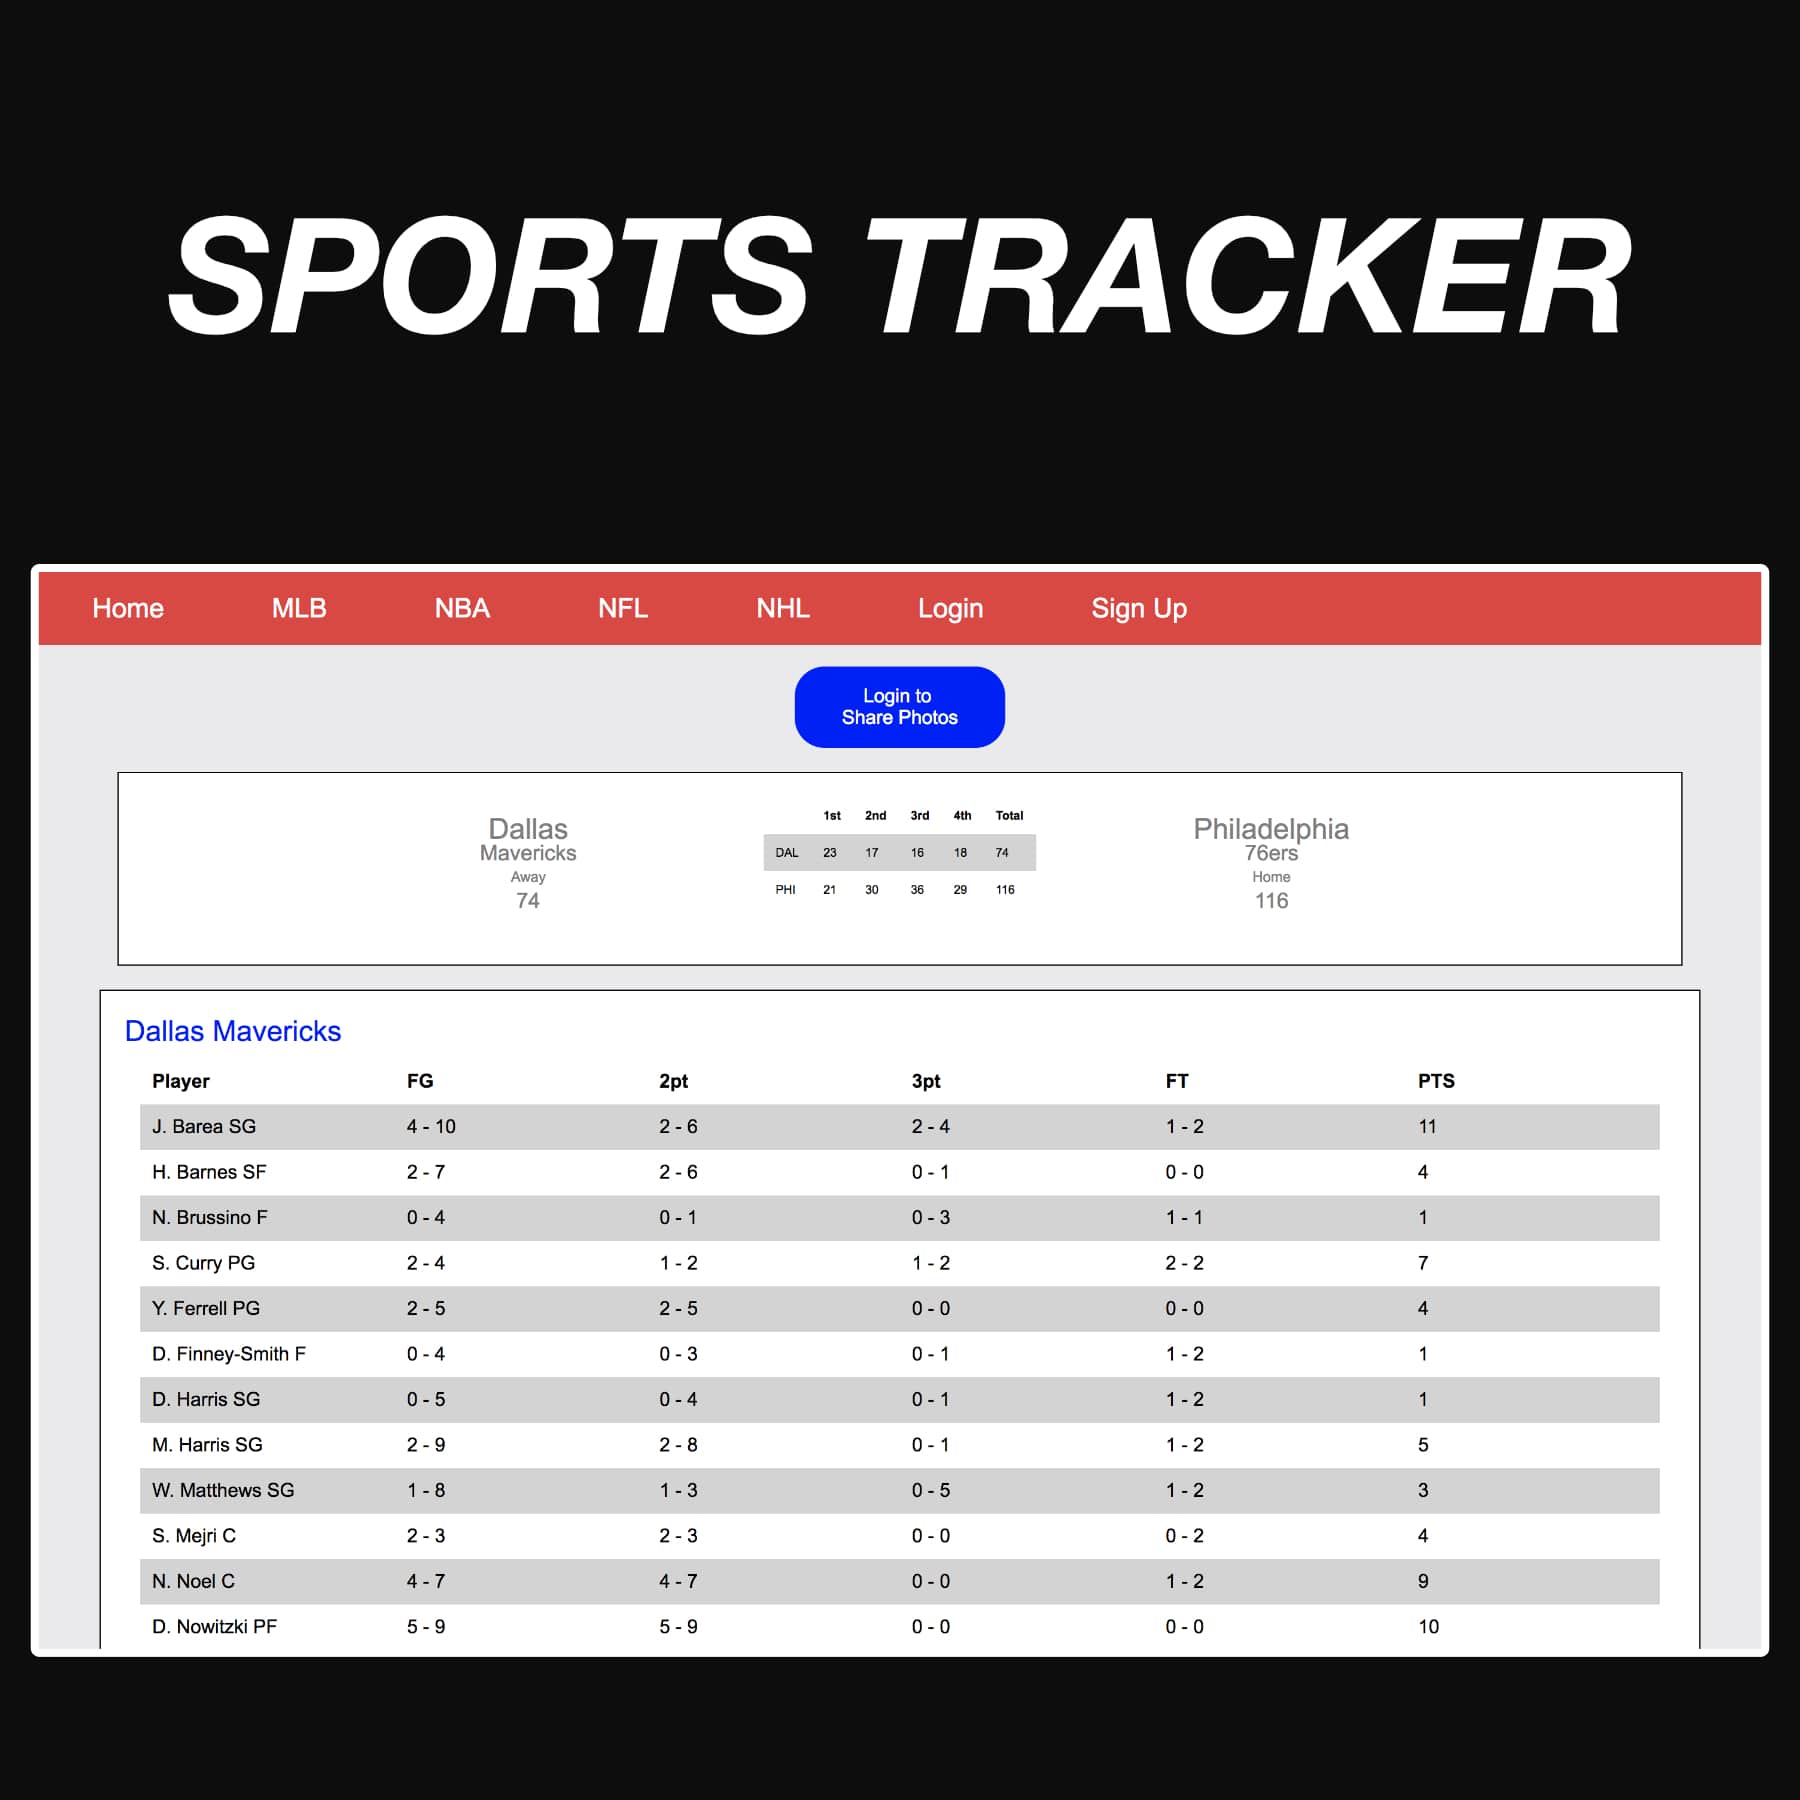 SPORTS TRACKER
Home MLB NBA NFL NHL Login Sign Up
Login to
Share Photos
Dallas
Mavericks
Away
74
1st 2nd 3rd 4th Total
DAL 23 17 16 18 74
PHI 21 30 36 29 116
Philadelphia
76ers
Home
116
Dallas Mavericks
Player FG 2pt 3pt FT PTS
J. Barea SG 4 - 10 2 - 6 2 - 4 1 - 2 11
H. Barnes SF 2 - 7 2 - 6 0 - 1 0 - 0 4
N. Brussino F 0 - 4 0 - 1 0 - 3 1 - 1 1
S. Curry PG 2 - 4 1 - 2 1 - 2 2 - 2 7
Y. Ferrell PG 2 - 5 2 - 5 0 - 0 0 - 0 4
D. Finney-Smith F 0 - 4 0 - 3 0 - 1 1 - 2 1
D. Harris SG 0 - 5 0 - 4 0 - 1 1 - 2 1
M. Harris SG 2 - 9 2 - 8 0 - 1 1 - 2 5
W. Matthews SG 1 - 8 1 - 3 0 - 5 1 - 2 3
S. Mejri C 2 - 3 2 - 3 0 - 0 0 - 2 4
N. Noel C 4 - 7 4 - 7 0 - 0 1 - 2 9
D. Nowitzki PF 5 - 9 5 - 9 0 - 0 0 - 0 10